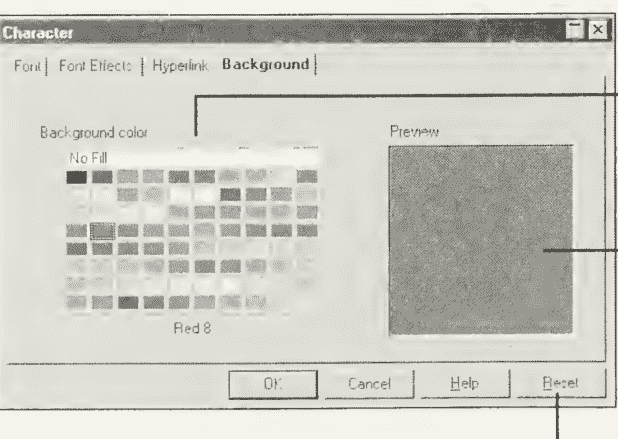 Character
Font Font Effects Hyperlink Background
Background color Preview
No Fill
Red 8
OK Cancel Help Reset